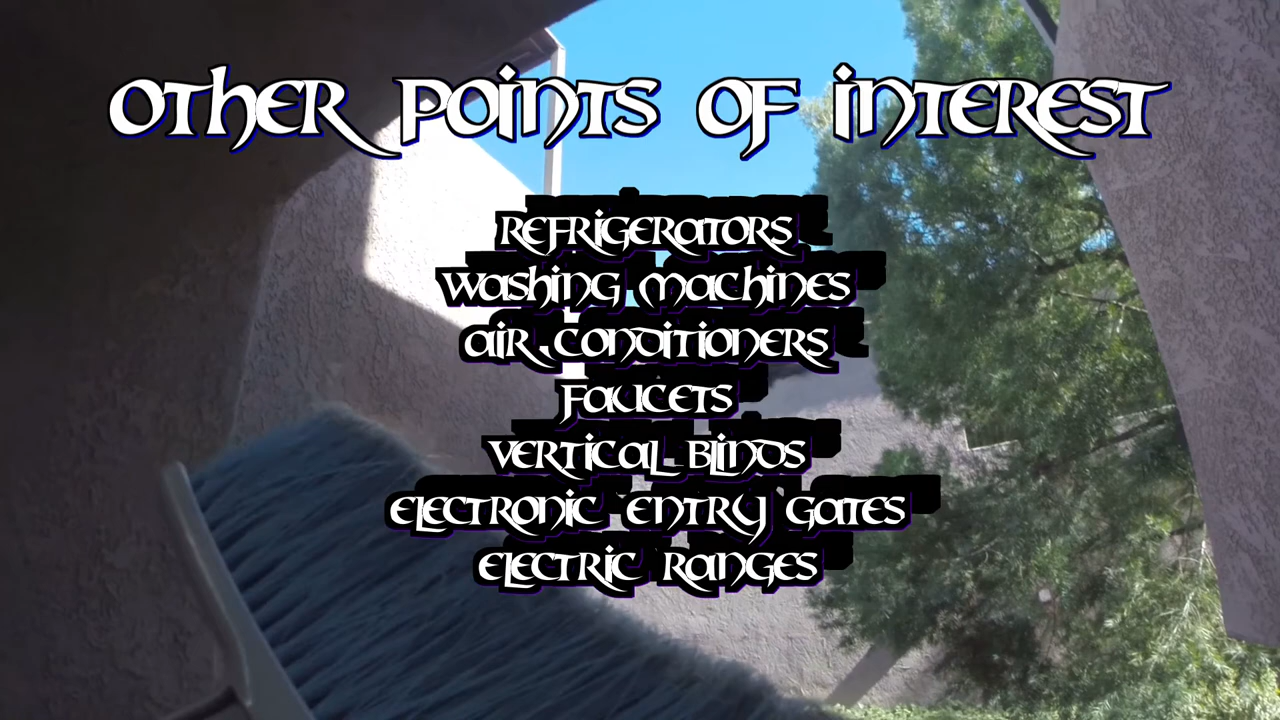 OTHER POINTS OF INTEREST
REFRIGERATORS
WASHING MACHINES
AIR CONDITIONERS
FAUCETS
VERTICAL BLINDS
ELECTRONIC ENTRY GATES
ELECTRIC RANGES